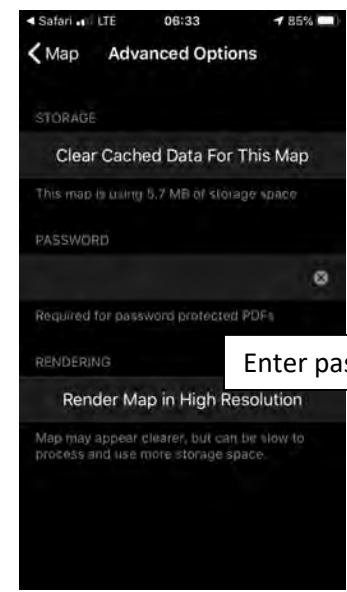 Safari LTE 06:33 85%
Map Advanced Options
STORAGE
Clear Cached Data For This Map
This map is using 5.7 MB of storage space
PASSWORD
Required for password protected PDFs
RENDERING
Enter pas
Render Map in High Resolution
Map may appear clearer, but can be slow to
process and use more storage space.